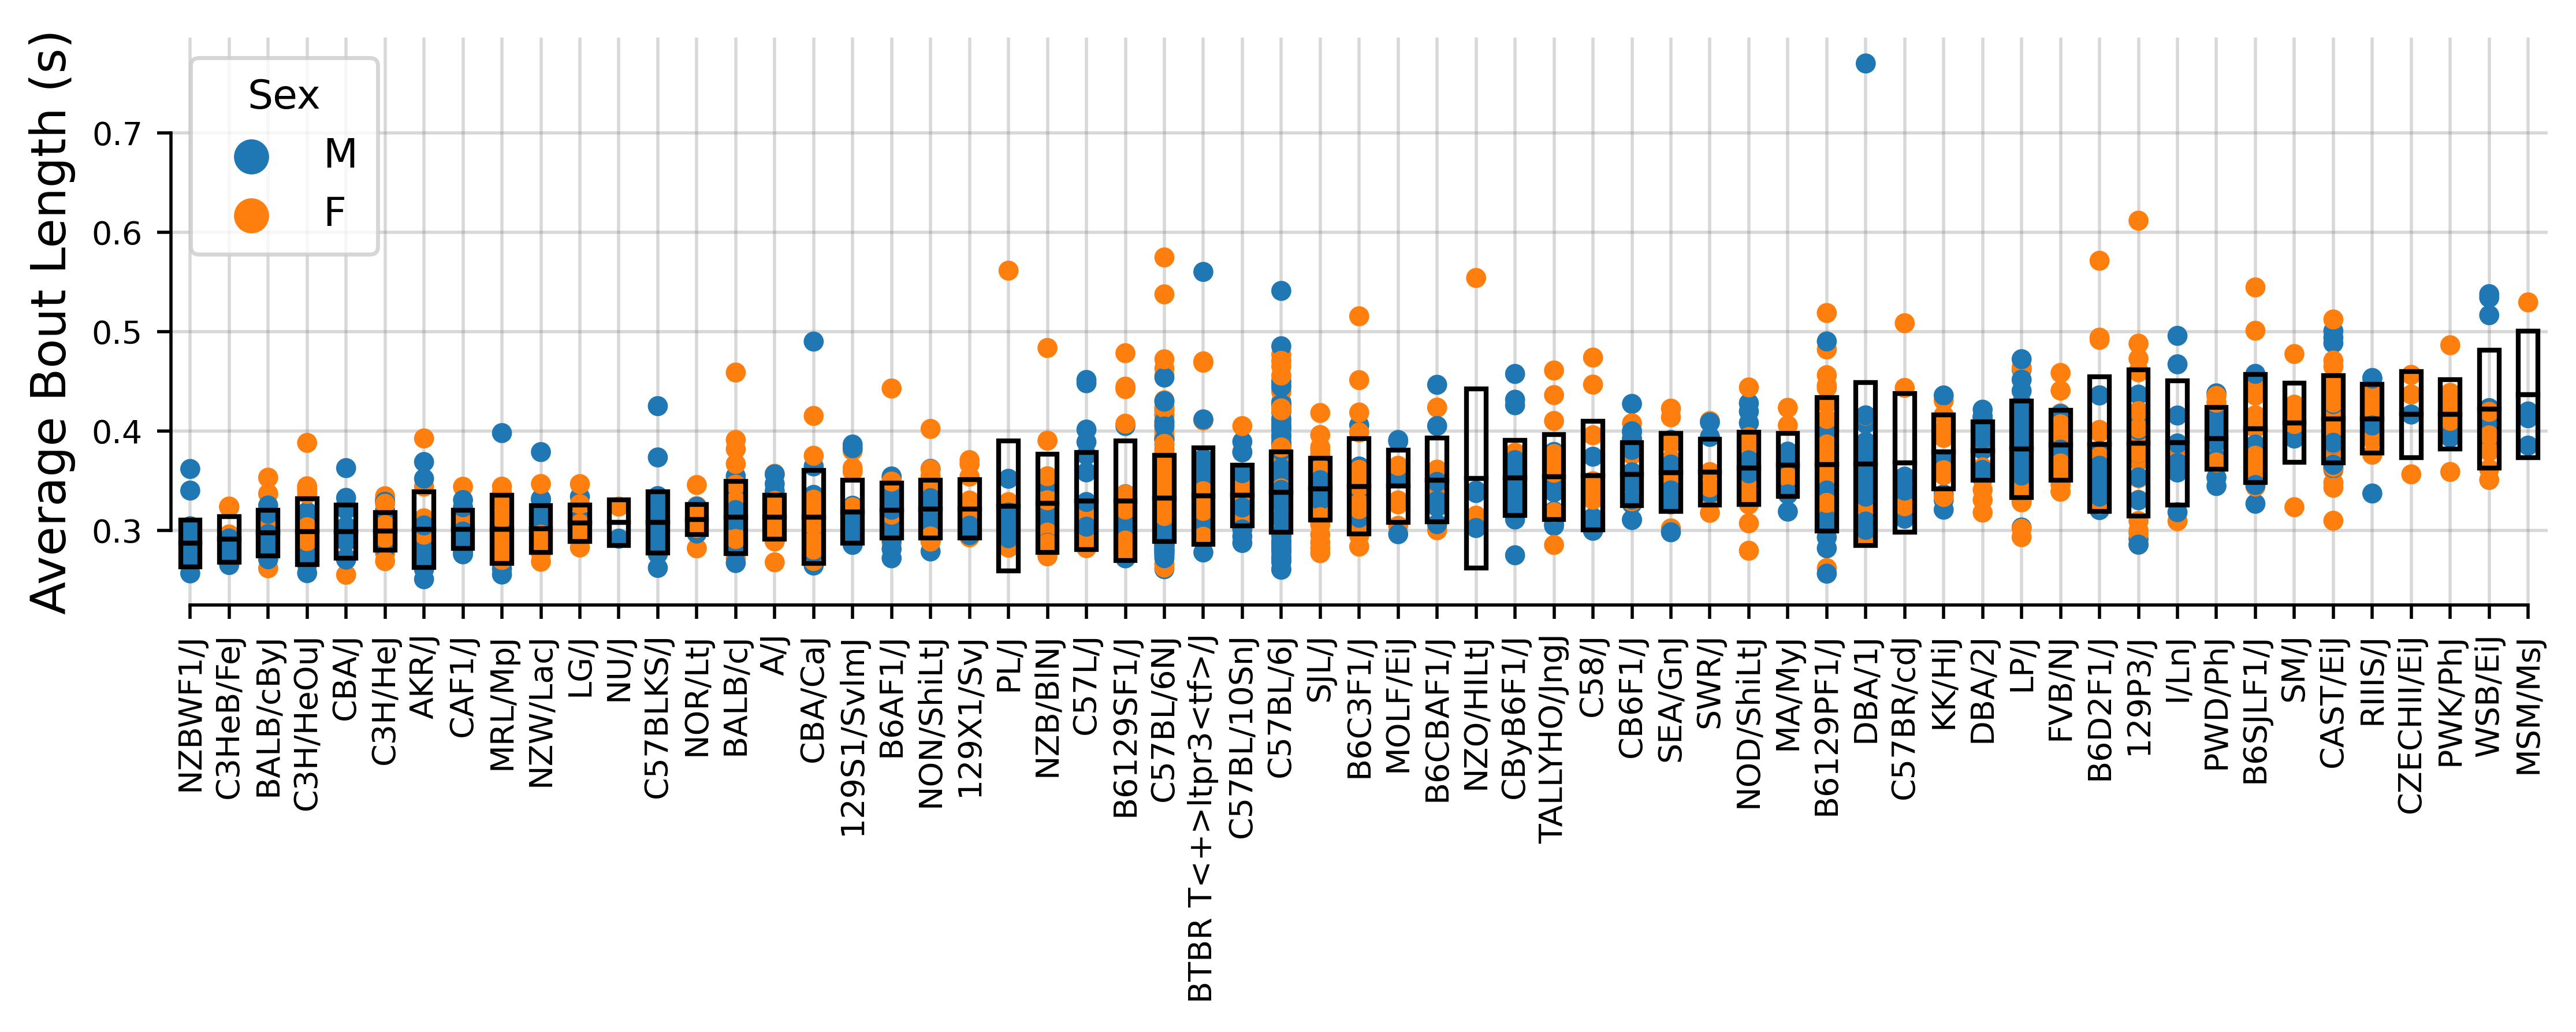 Average Bout Length (s)
0.7
0.6
0.5
0.4
0.3
Sex
M
F
NZBWF1/J
C3HeB/FeJ
BALB/cByJ
C3H/HeOuJ
CBA/J
C3H/HeJ
AKR/J
CAF1/J
MRL/MpJ
NZW/LacJ
LG/J
NU/J
C57BLKS/J
NOR/LtJ
BALB/cJ
A/J
CBA/CaJ
129S1/SvImJ
B6AF1/J
NON/ShiLtJ
129X1/SvJ
PL/J
NZB/BINJ
C57L/J
B6129SF1/J
C57BL/6NJ
BTBR T<+>ltpr3<tf>/J
C57BL/10SnJ
C57BL/6J
SJL/J
B6C3F1/J
MOLF/EiJ
B6CBAF1/J
NZO/HILtJ
CByB6F1/J
TALLYHO/JngJ
C58/J
CB6F1/J
SEA/GnJ
SWR/J
NOD/ShiLtJ
MA/MyJ
B6129PF1/J
DBA/1J
C57BR/cdJ
KK/HiJ
DBA/2J
LP/J
FVB/NJ
B6D2F1/J
129P3/J
I/LnJ
PWD/PhJ
B6SJLF1/J
SM/J
CAST/EiJ
RIIIS/J
CZECHII/EiJ
PWK/PhJ
WSB/EiJ
MSM/MsJ